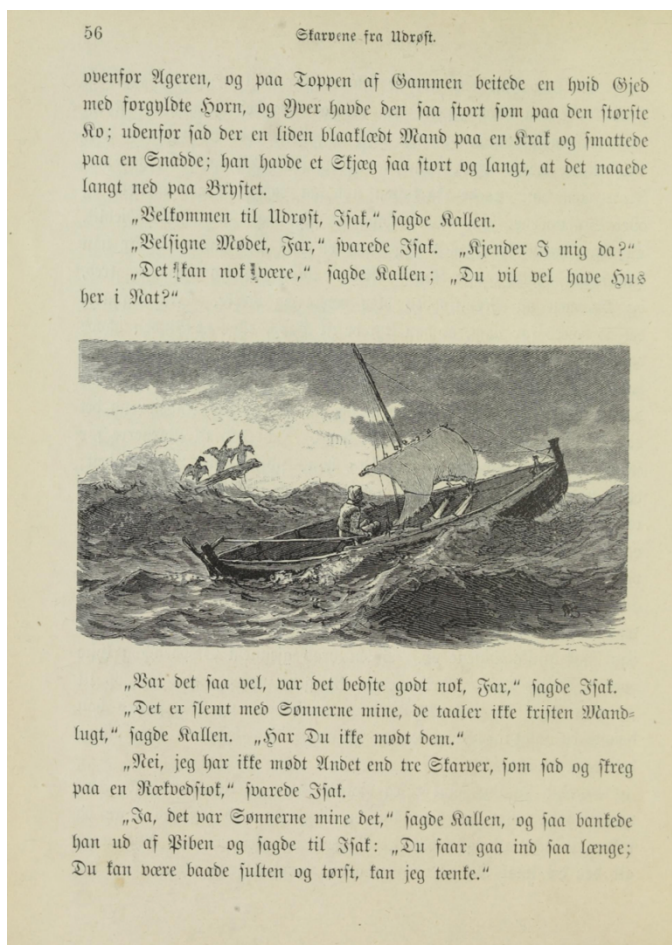 56
Skarvene fra Udrøst.
ovenfor Ageren, og paa Toppen af Gammen beitede en hvid Gjed
med forgyldte Horn, og Yver havde den saa stort som paa den største
Ko; udenfor sad der en liden blaaklædt Mand paa en Krak og smattede
paa en Snadde; han havde et Skjæg saa stort og langt, at det naaede
langt ned paa Brystet.
„Velkommen til Udrøst, Isak,“ sagde Kallen.
„Velsigne Mødet, Far,“ svarede Isak. „Kjender I mig da?“
„Det kan nok være,“ sagde Kallen; „Du vil vel have Hus
her i Nat?“
„Var det saa vel, var det bedste godt nok, Far,“ sagde Isak.
„Det er slemt med Sønnerne mine, de taaler ikke kristen Mand-
lugt,“ sagde Kallen. „Har Du ikke mødt dem.“
„Nei, jeg har ikke mødt Andet end tre Skarver, som sad og skreg
paa en Rækvedstok,“ svarede Isak.
„Ja, det var Sønnerne mine det,“ sagde Kallen, og saa bankede
han ud af Piben og sagde til Isak: „Du faar gaa ind saa længe;
Du kan være baade sulten og tørst, kan jeg tænke.“